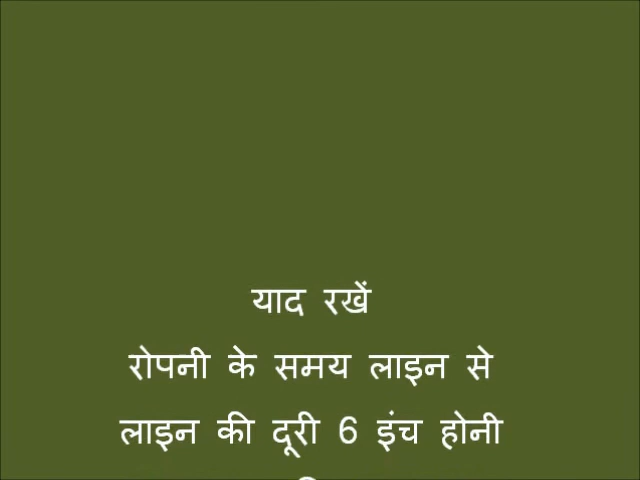 याद रखें
रोपनी के समय लाइन से
लाइन की दूरी 6 इंच होनी